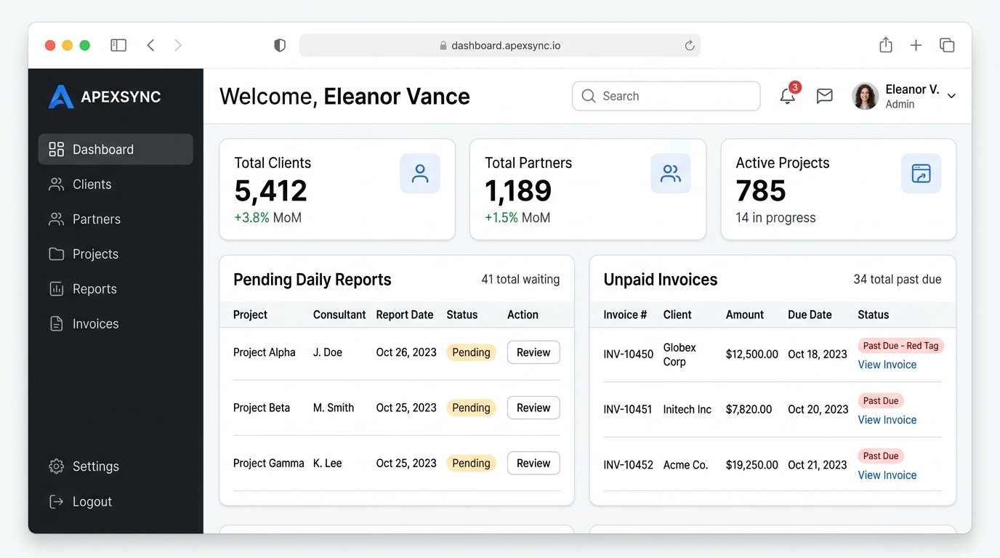 dashboard.apexsync.io
APEXSYNC
Dashboard
Clients
Partners
Projects
Reports
Invoices
Settings
Logout
Welcome, Eleanor Vance
Search
3
Eleanor V.
Admin
Total Clients
5,412
+3.8% MoM
Total Partners
1,189
+1.5% MoM
Active Projects
785
14 in progress
Pending Daily Reports
41 total waiting
Project Consultant Report Date Status Action
Project Alpha J. Doe Oct 26, 2023 Pending Review
Project Beta M. Smith Oct 25, 2023 Pending Review
Project Gamma K. Lee Oct 25, 2023 Pending Review
Unpaid Invoices
34 total past due
Invoice # Client Amount Due Date Status
INV-10450 Globex Corp $12,500.00 Oct 18, 2023 Past Due - Red Tag
View Invoice
INV-10451 Initech Inc $7,820.00 Oct 20, 2023 Past Due
View Invoice
INV-10452 Acme Co. $19,250.00 Oct 21, 2023 Past Due
View Invoice